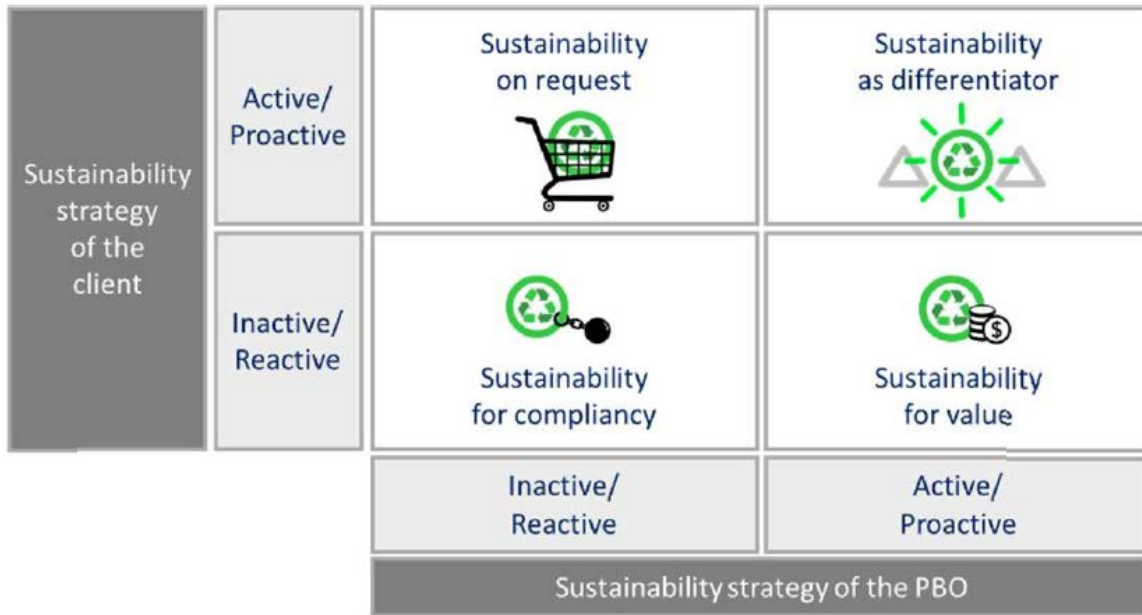 Sustainability
strategy
of the
client
Active/
Proactive
Sustainability
on request
Sustainability
as differentiator
Inactive/
Reactive
Sustainability
for compliancy
$
Sustainability
for value
Inactive/
Reactive
Active/
Proactive
Sustainability strategy of the PBO